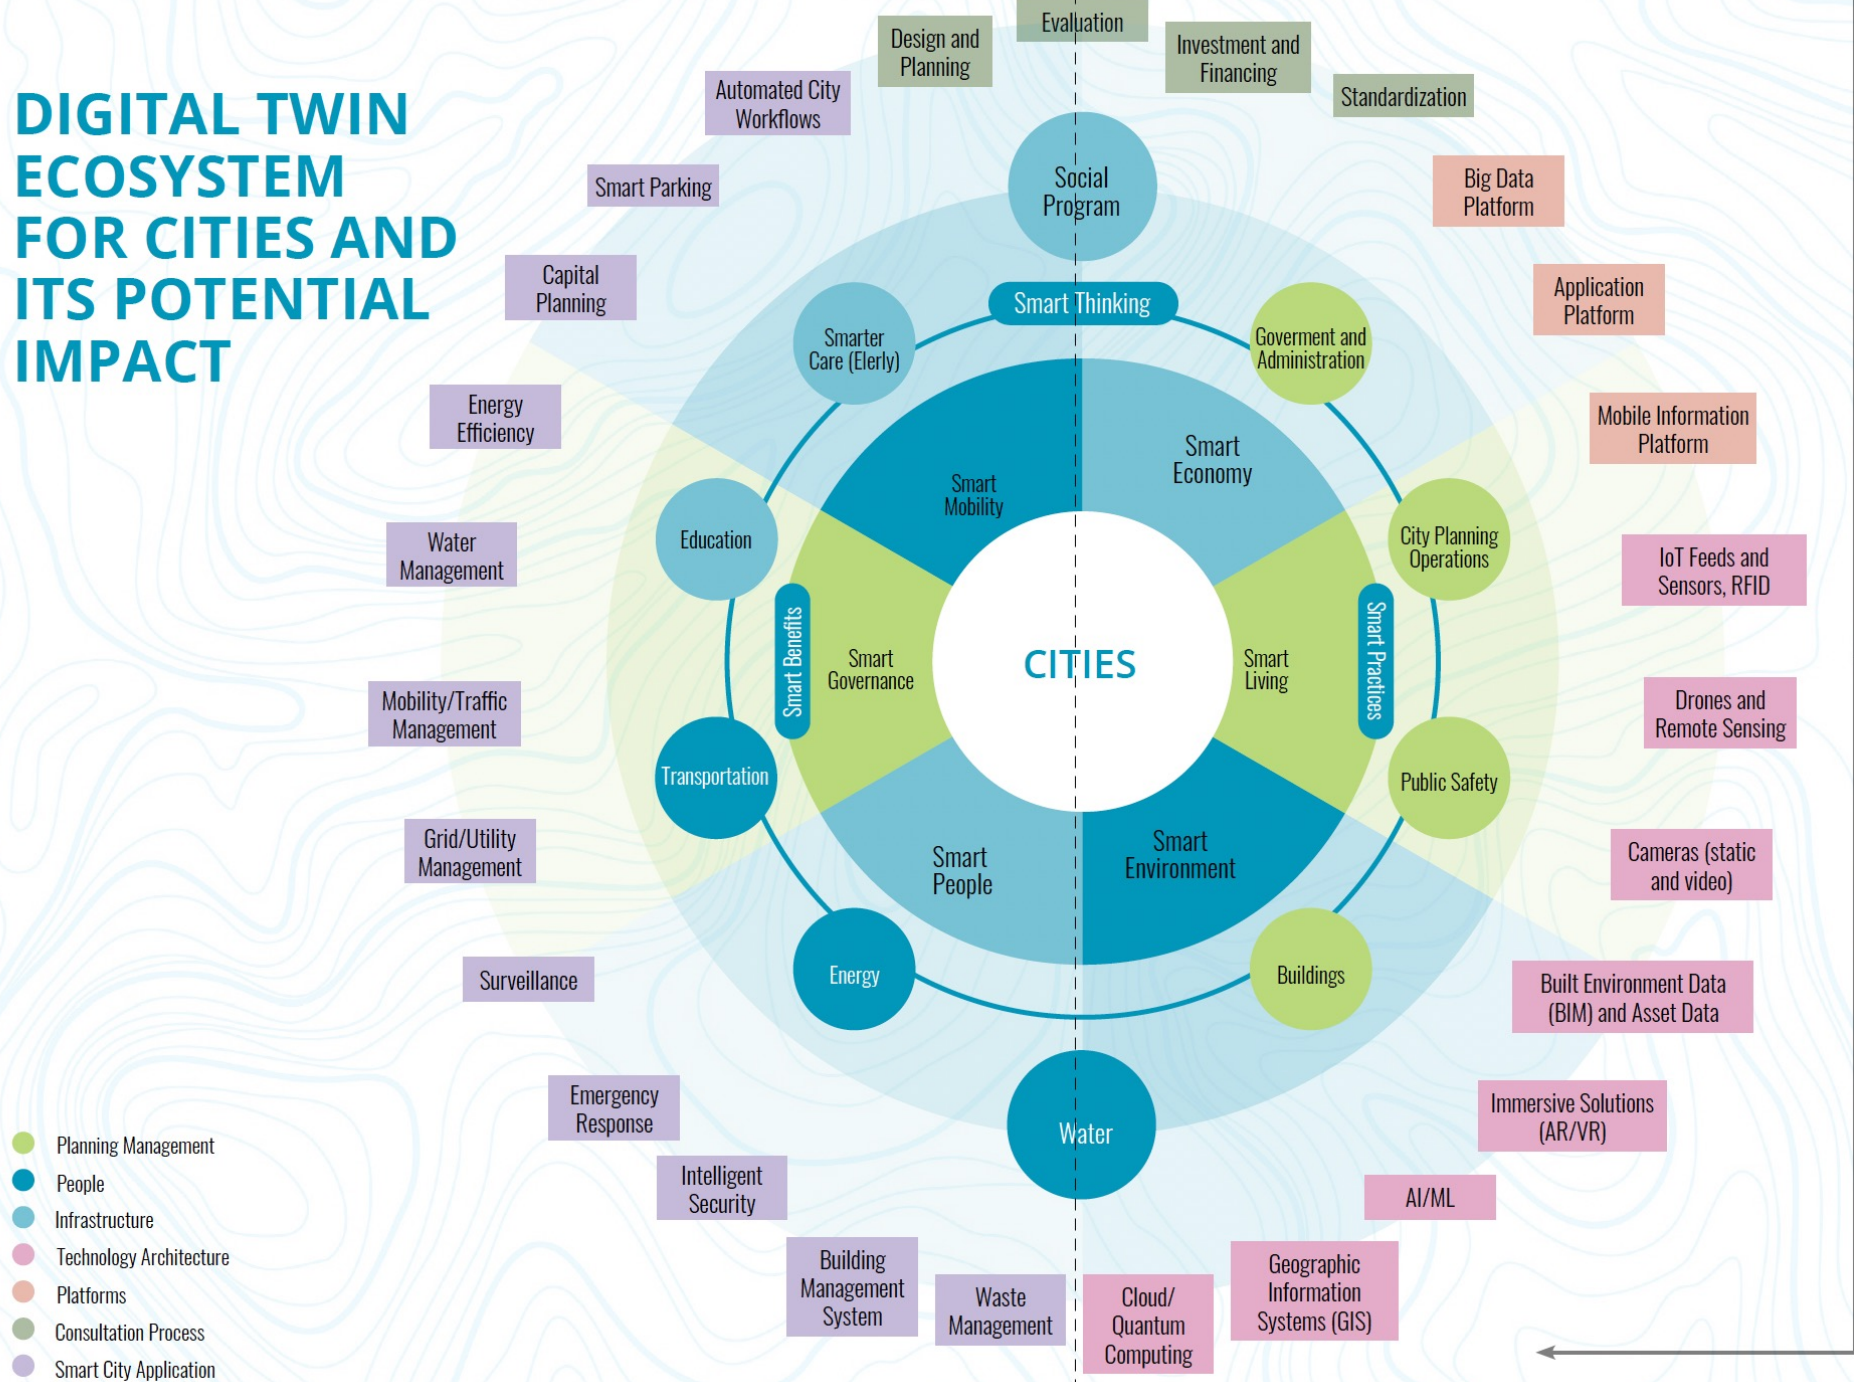 DIGITAL TWIN
ECOSYSTEM
FOR CITIES AND
ITS POTENTIAL
IMPACT
Evaluation
Design and
Planning
Investment and
Financing
Standardization
Automated City
Workflows
Smart Parking
Capital
Planning
Energy
Efficiency
Water
Management
Mobility/Traffic
Management
Grid/Utility
Management
Surveillance
Emergency
Response
Intelligent
Security
Building
Management
System
Waste
Management
Cloud/
Quantum
Computing
Geographic
Information
Systems (GIS)
AI/ML
Immersive Solutions
(AR/VR)
Built Environment Data
(BIM) and Asset Data
Cameras (static
and video)
Drones and
Remote Sensing
IoT Feeds and
Sensors, RFID
Mobile Information
Platform
Application
Platform
Big Data
Platform
Social
Program
Smart Thinking
Smarter
Care (Elerly)
Goverment and
Administration
Education
City Planning
Operations
Transportation
Public Safety
Energy
Buildings
Water
Smart Benefits
Smart Practices
Smart
Mobility
Smart
Economy
Smart
Governance
Smart
Living
Smart
People
Smart
Environment
CITIES
Planning Management
People
Infrastructure
Technology Architecture
Platforms
Consultation Process
Smart City Application